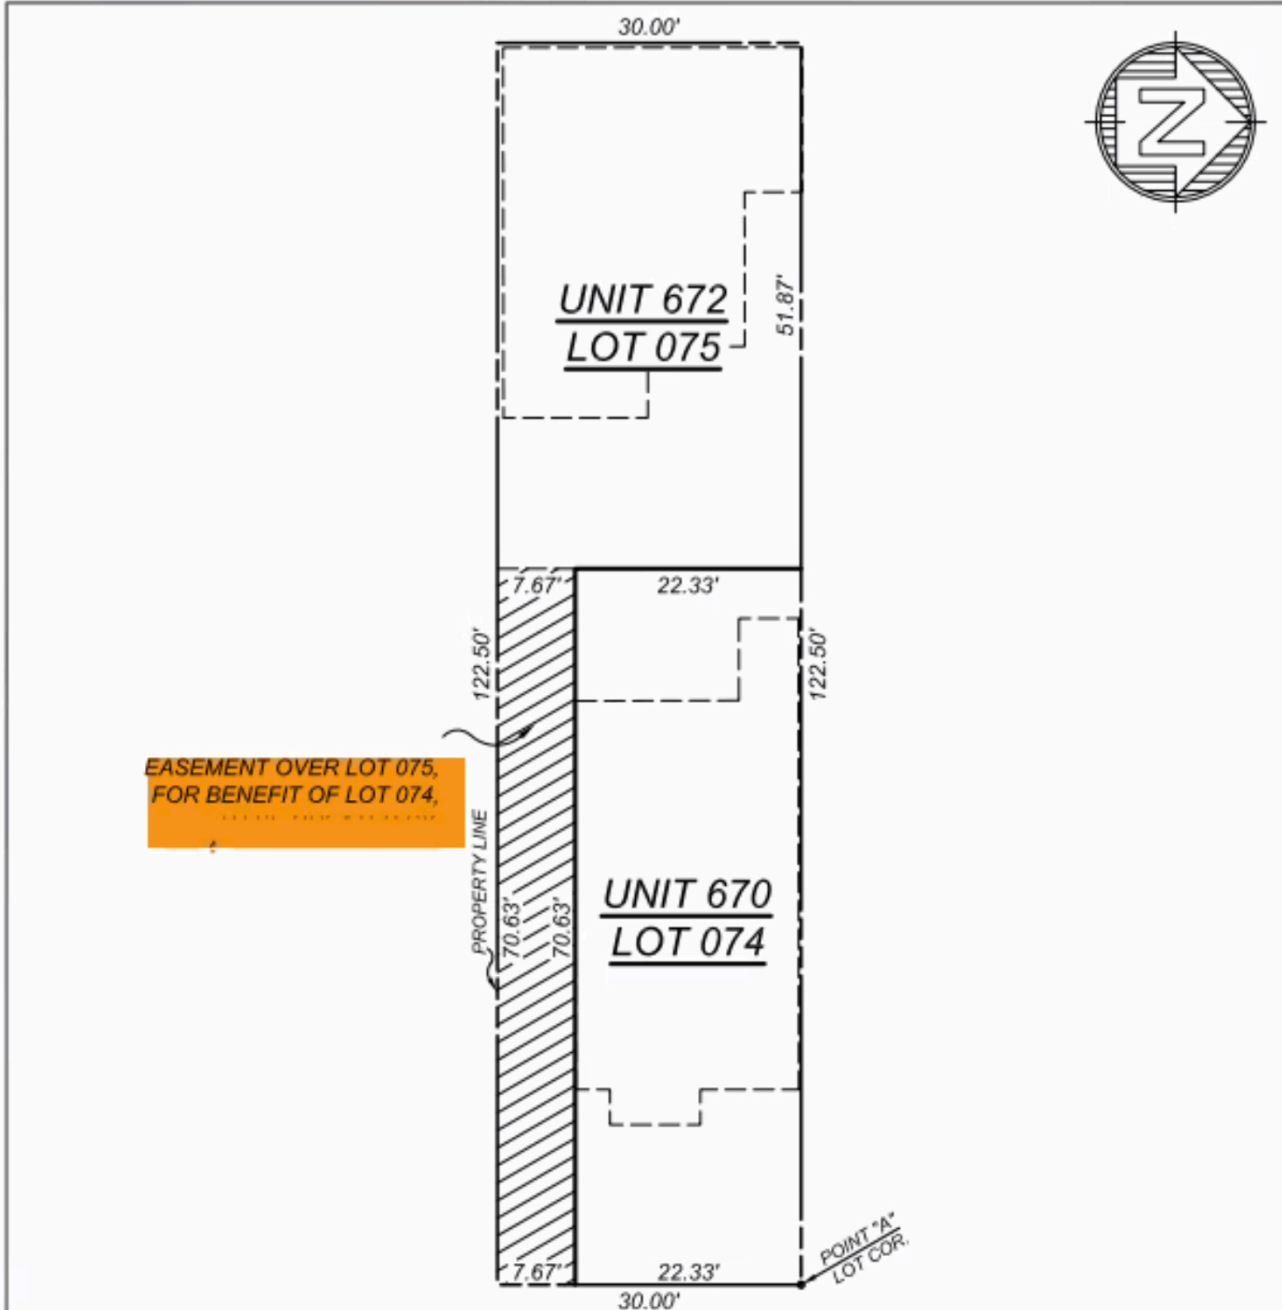 30.00'
N
UNIT 672
LOT 075
51.87'
7.67'
22.33'
122.50'
122.50'
EASEMENT OVER LOT 075,
FOR BENEFIT OF LOT 074,
PROPERTY LINE
70.63'
70.63'
UNIT 670
LOT 074
POINT "A"
LOT COR.
7.67'
22.33'
30.00'